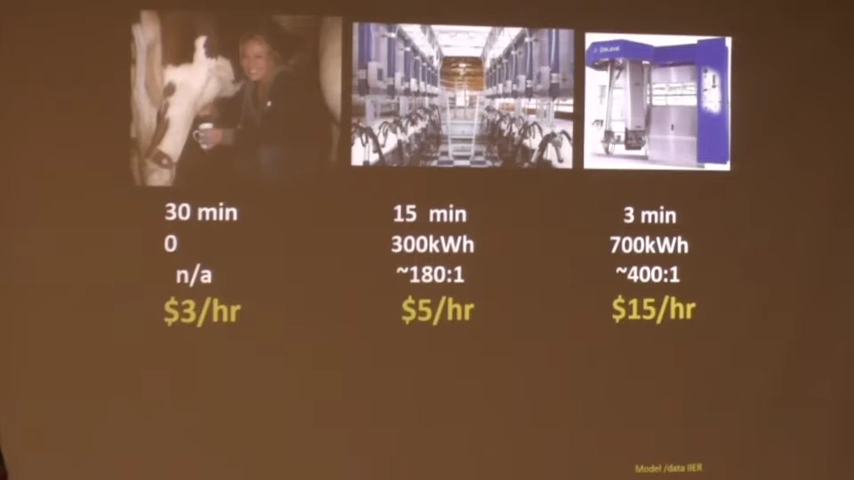 DeLaval
30 min 15 min 3 min
0 300kWh 700kWh
n/a ~180:1 ~400:1
$3/hr $5/hr $15/hr
Model /data IIER